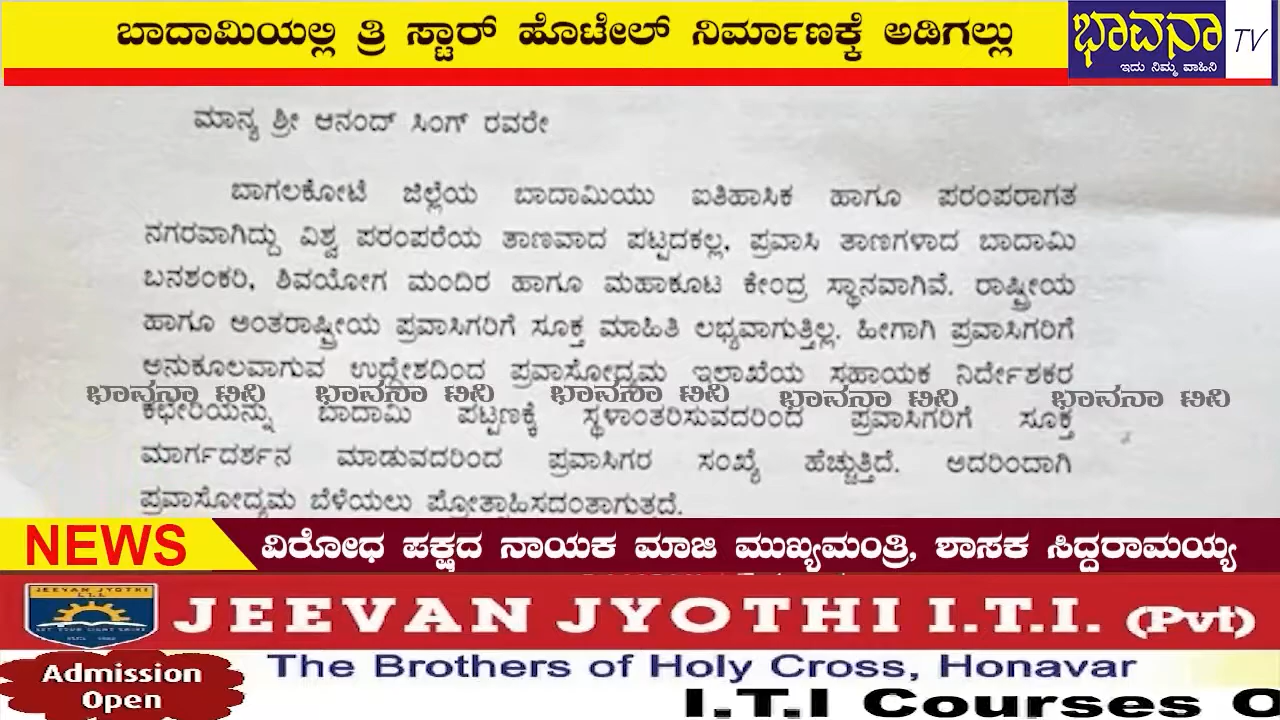 ಬಾದಾಮಿಯಲ್ಲಿ ತ್ರಿ ಸ್ಟಾರ್ ಹೊಟೇಲ್ ನಿರ್ಮಾಣಕ್ಕೆ ಅಡಿಗಲ್ಲು
ಭಾವನಾ TV
ಇದು ನಿಮ್ಮ ವಾಹಿನಿ
ಮಾನ್ಯ ಶ್ರೀ ಆನಂದ್ ಸಿಂಗ್ ರವರೇ
ಬಾಗಲಕೋಟೆ ಜಿಲ್ಲೆಯ ಬಾದಾಮಿಯು ಐತಿಹಾಸಿಕ ಹಾಗೂ ಪರಂಪರಾಗತ
ನಗರವಾಗಿದ್ದು ವಿಶ್ವ ಪರಂಪರೆಯ ತಾಣವಾದ ಪಟ್ಟದಕಲ್ಲ, ಪ್ರವಾಸಿ ತಾಣಗಳಾದ ಬಾದಾಮಿ
ಬನಶಂಕರಿ, ಶಿವಯೋಗ ಮಂದಿರ ಹಾಗೂ ಮಹಾಕೂಟ ಕೇಂದ್ರ ಸ್ಥಾನವಾಗಿವೆ. ರಾಷ್ಟ್ರೀಯ
ಹಾಗೂ ಅಂತರಾಷ್ಟ್ರೀಯ ಪ್ರವಾಸಿಗರಿಗೆ ಸೂಕ್ತ ಮಾಹಿತಿ ಲಭ್ಯವಾಗುತ್ತಿಲ್ಲ. ಹೀಗಾಗಿ ಪ್ರವಾಸಿಗರಿಗೆ
ಅನುಕೂಲವಾಗುವ ಉದ್ದೇಶದಿಂದ ಪ್ರವಾಸೋದ್ಯಮ ಇಲಾಖೆಯ ಸಹಾಯಕ ನಿರ್ದೇಶಕರ
ಭಾವನಾ ಟಿವಿ ಭಾವನಾ ಟಿವಿ ಭಾವನಾ ಟಿವಿ ಭಾವನಾ ಟಿವಿ ಭಾವನಾ ಟಿವಿ
ಕಛೇರಿಯನ್ನು ಬಾದಾಮಿ ಪಟ್ಟಣಕ್ಕೆ ಸ್ಥಳಾಂತರಿಸುವದರಿಂದ ಪ್ರವಾಸಿಗರಿಗೆ ಸೂಕ್ತ
ಮಾರ್ಗದರ್ಶನ ಮಾಡುವದರಿಂದ ಪ್ರವಾಸಿಗರ ಸಂಖ್ಯೆ ಹೆಚ್ಚುತ್ತಿದೆ. ಅದರಿಂದಾಗಿ
ಪ್ರವಾಸೋದ್ಯಮ ಬೆಳೆಯಲು ಪ್ರೋತ್ಸಾಹಿಸದಂತಾಗುತ್ತದೆ.
NEWS ವಿರೋಧ ಪಕ್ಷದ ನಾಯಕ ಮಾಜಿ ಮುಖ್ಯಮಂತ್ರಿ, ಶಾಸಕ ಸಿದ್ದರಾಮಯ್ಯ
JEEVAN JYOTHI
I.T.I.
JEEVAN JYOTHI I.T.I. (Pvt)
Admission
Open
The Brothers of Holy Cross, Honavar
I.T.I Courses O